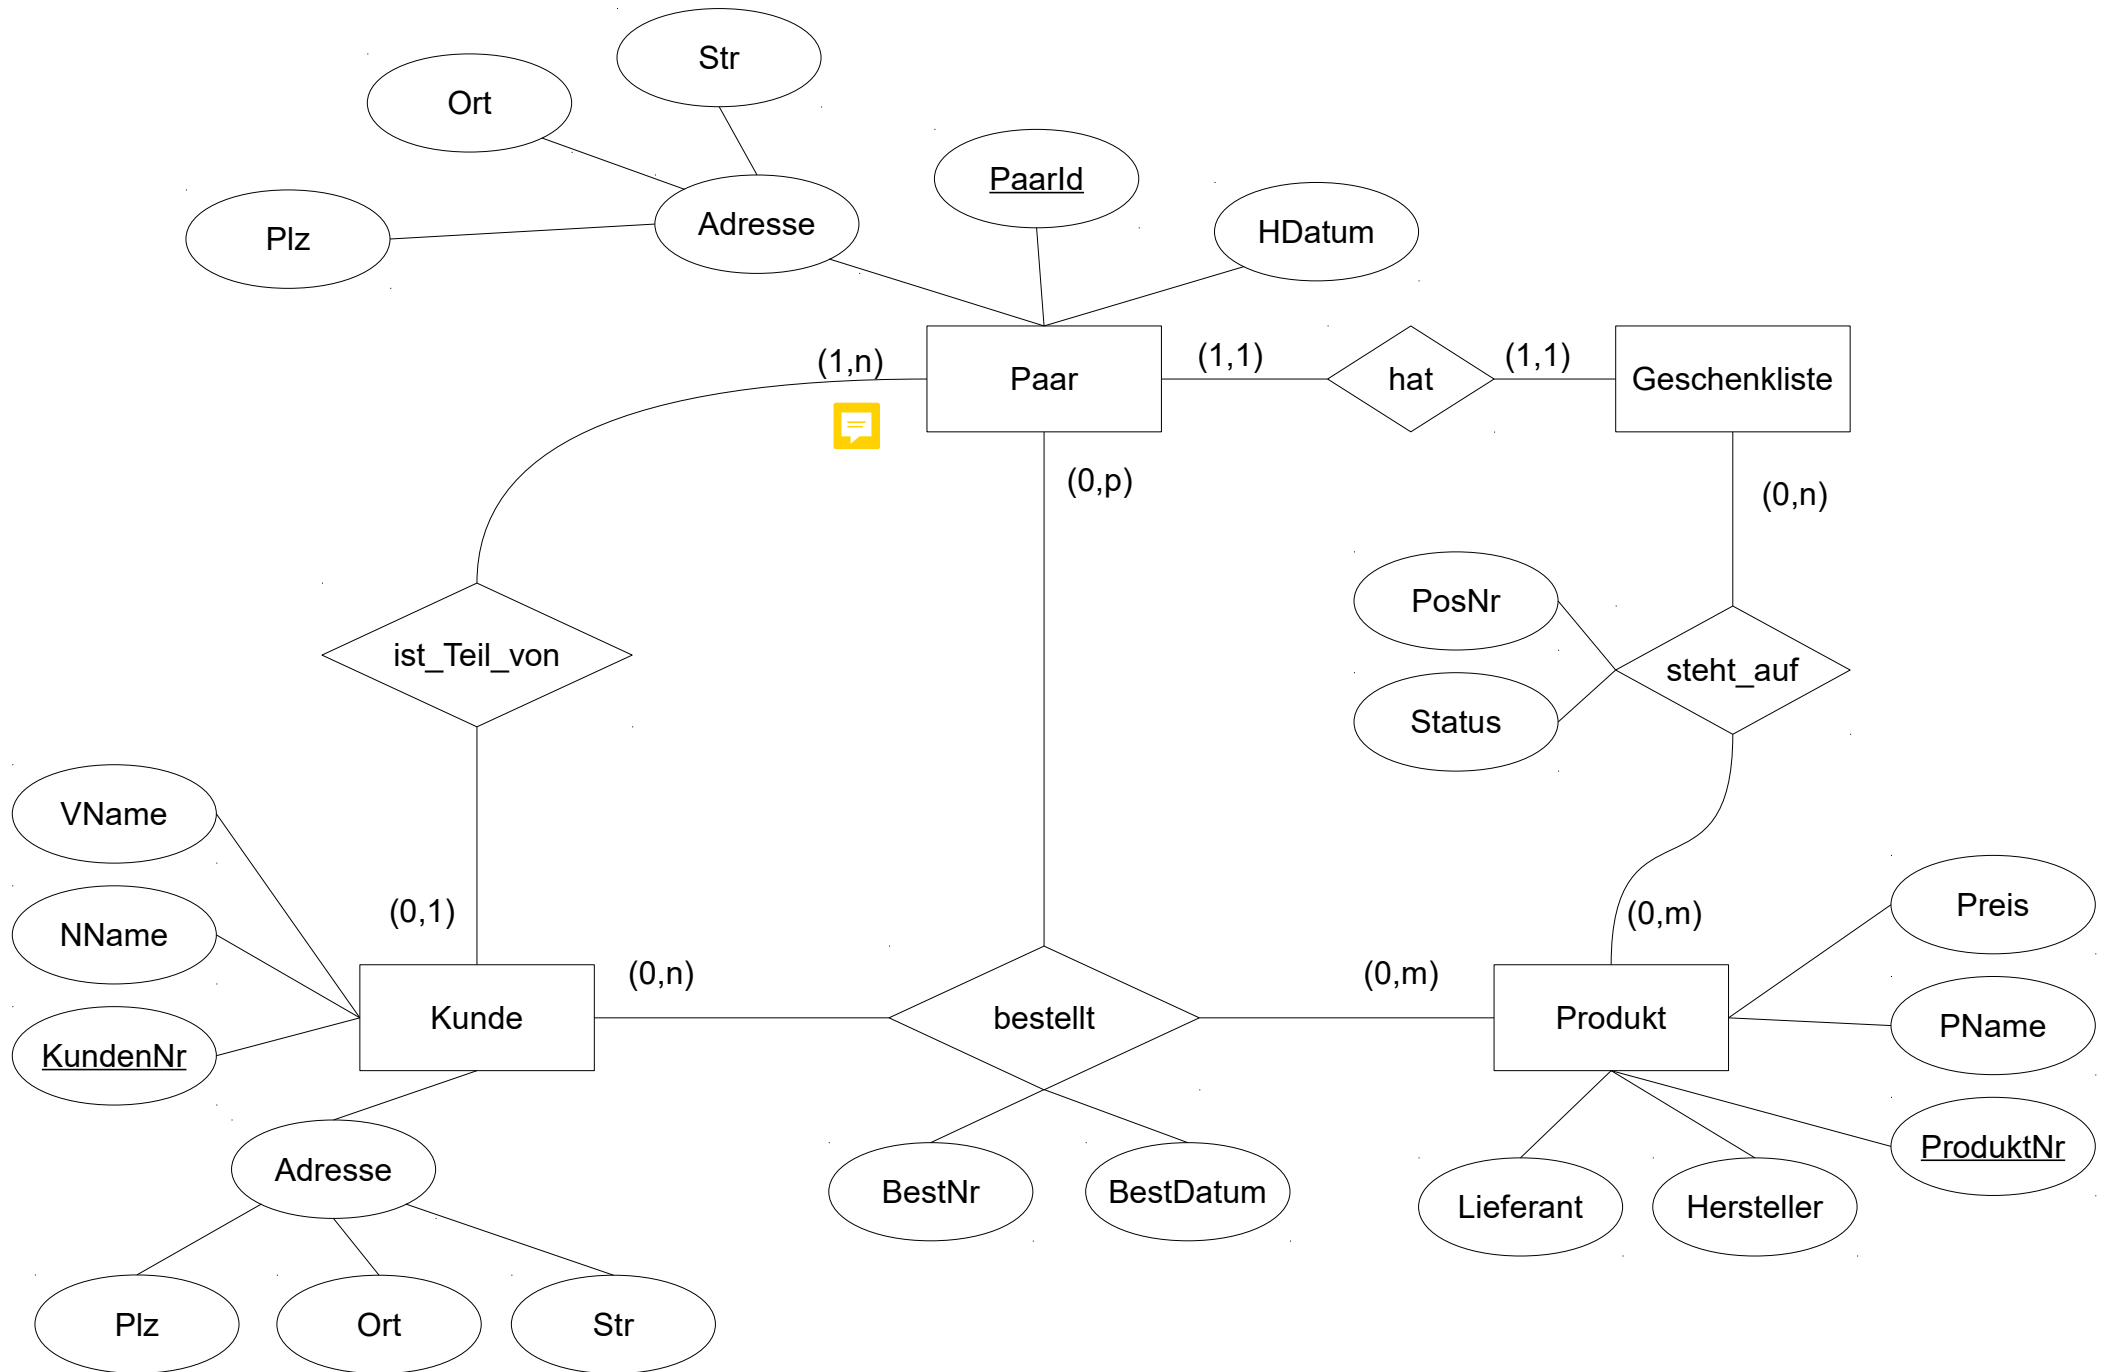 Str
Ort
PaarId
Adresse
HDatum
Plz
(1,n)
(1,1)
(1,1)
Paar
hat
Geschenkliste
(0,p)
(0,n)
PosNr
ist_Teil_von
steht_auf
Status
VName
Preis
(0,1)
(0,m)
NName
(0,n)
(0,m)
Kunde
bestellt
Produkt
PName
KundenNr
ProduktNr
Adresse
BestNr
BestDatum
Lieferant
Hersteller
Plz
Ort
Str